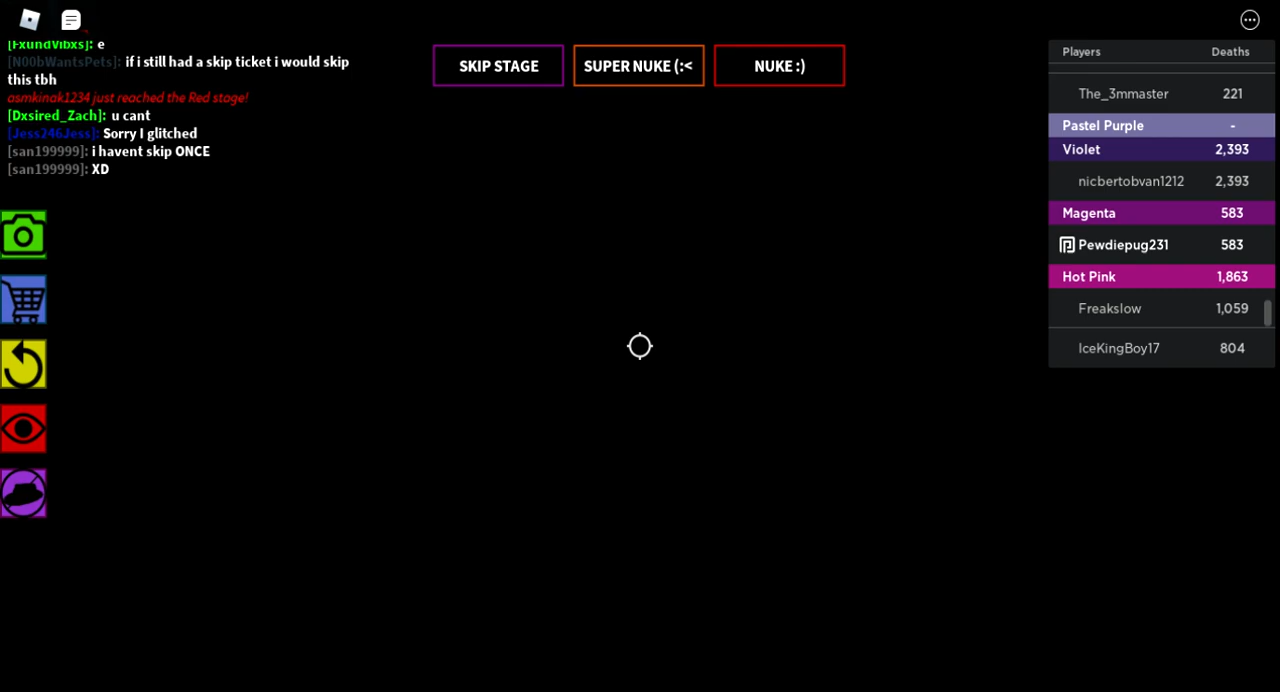 [FxundVibxs]: e
[N00bWantsPets]: if i still had a skip ticket i would skip
this tbh
asmkinak1234 just reached the Red stage!
[Dxsired_Zach]: u cant
[Jess246Jess]: Sorry I glitched
[san199999]: i havent skip ONCE
[san199999]: XD
SKIP STAGE
SUPER NUKE (:<
NUKE :)
Players Deaths
The_3mmaster 221
Pastel Purple -
Violet 2,393
nicbertobvan1212 2,393
Magenta 583
Pewdiepug231 583
Hot Pink 1,863
Freakslow 1,059
IceKingBoy17 804